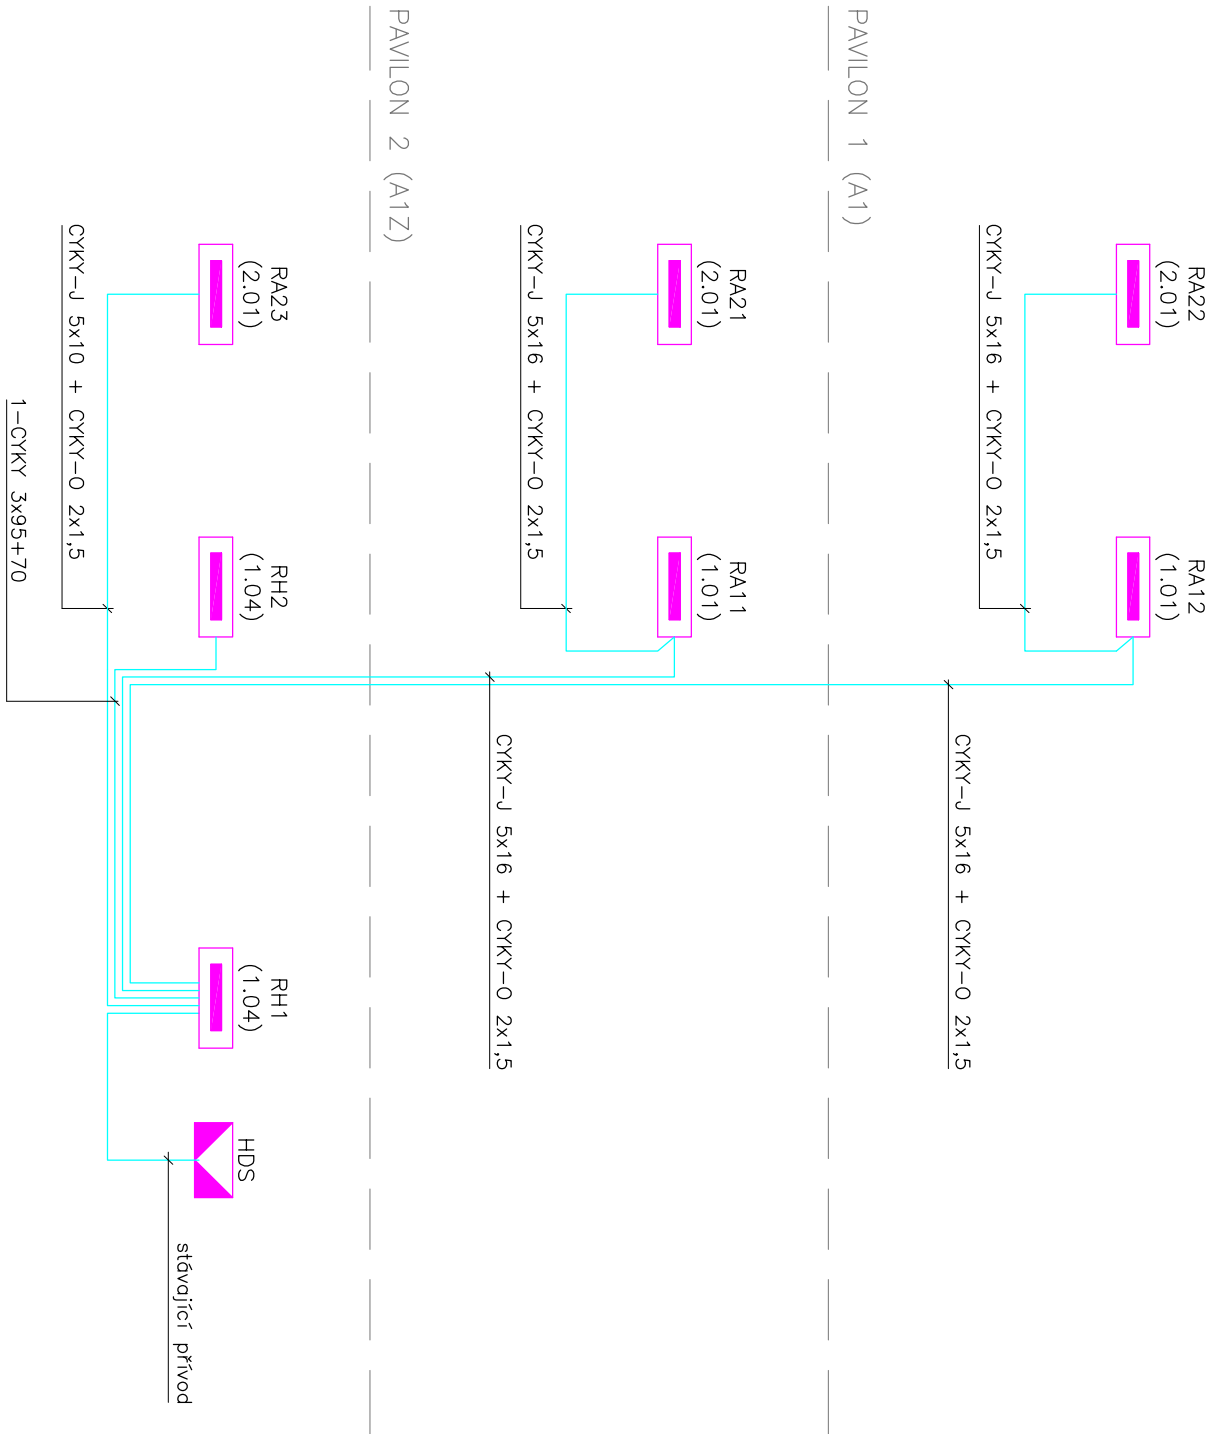 PAVILON 1 (A1)
PAVILON 2 (A1Z)
RA22
(2.01)
RA12
(1.01)
CYKY-J 5x16 + CYKY-O 2x1,5
CYKY-J 5x16 + CYKY-O 2x1,5
RA21
(2.01)
RA11
(1.01)
CYKY-J 5x16 + CYKY-O 2x1,5
CYKY-J 5x16 + CYKY-O 2x1,5
RA23
(2.01)
RH2
(1.04)
RH1
(1.04)
HDS
stávající přívod
CYKY-J 5x10 + CYKY-O 2x1,5
1-CYKY 3x95+70